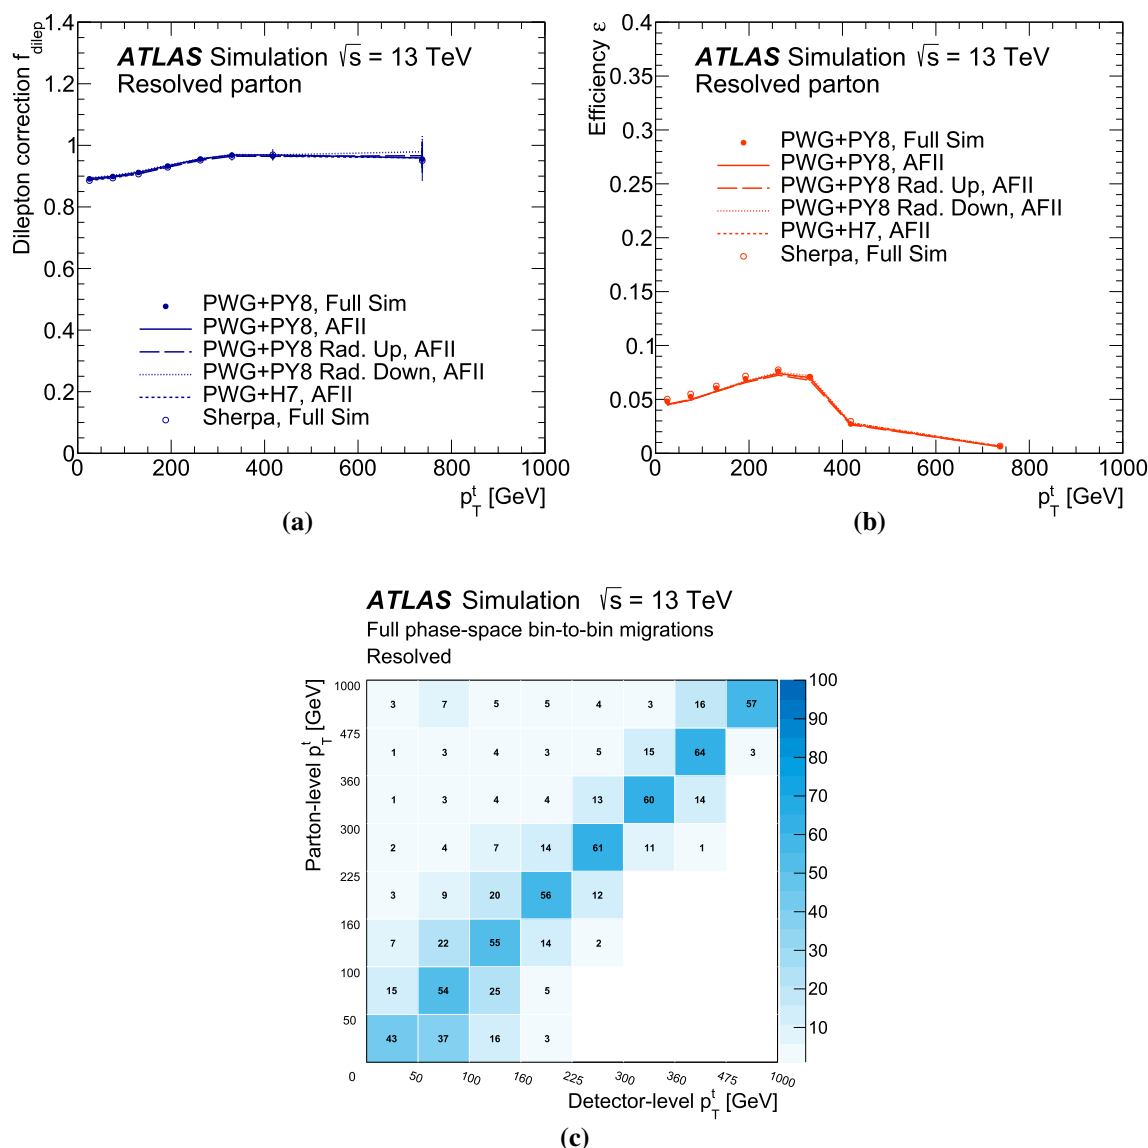 Dilepton correction f_dilep
1.4
1.2
1
0.8
0.6
0.4
0.2
0
ATLAS Simulation √s = 13 TeV
Resolved parton
PWG+PY8, Full Sim
PWG+PY8, AFII
PWG+PY8 Rad. Up, AFII
PWG+PY8 Rad. Down, AFII
PWG+H7, AFII
Sherpa, Full Sim
0 200 400 600 800 1000
p_T^t [GeV]
(a)
Efficiency ε
0.4
0.35
0.3
0.25
0.2
0.15
0.1
0.05
0
ATLAS Simulation √s = 13 TeV
Resolved parton
PWG+PY8, Full Sim
PWG+PY8, AFII
PWG+PY8 Rad. Up, AFII
PWG+PY8 Rad. Down, AFII
PWG+H7, AFII
Sherpa, Full Sim
0 200 400 600 800 1000
p_T^t [GeV]
(b)
ATLAS Simulation √s = 13 TeV
Full phase-space bin-to-bin migrations
Resolved
Parton-level p_T^t [GeV]
1000
3 7 5 5 4 3 16 57
475
1 3 4 3 5 15 64 3
360
1 3 4 4 13 60 14
300
2 4 7 14 61 11 1
225
3 9 20 56 12
160
7 22 55 14 2
100
15 54 25 5
50
43 37 16 3
0 50 100 160 225 300 360 475 1000
Detector-level p_T^t [GeV]
100
90
80
70
60
50
40
30
20
10
(c)